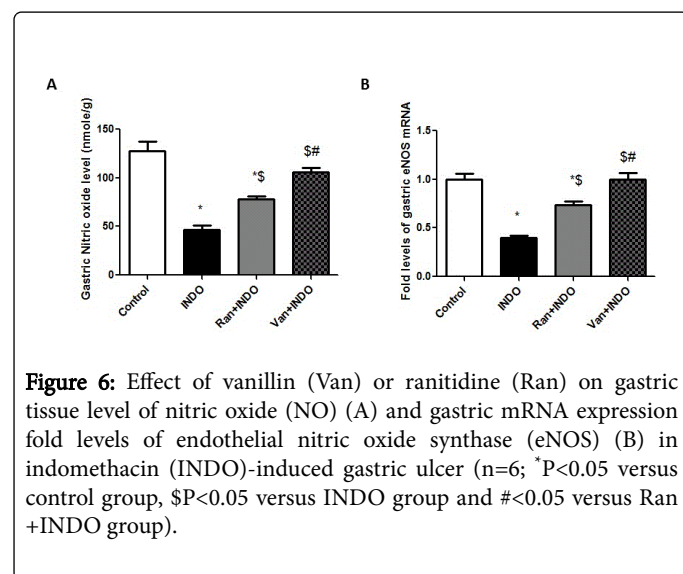 A
B
Gastric Nitric oxide level (nmole/g)
150
100
50
0
*
*$
$#
Control
INDO
Ran+INDO
Van+INDO
Fold levels of gastric eNOS mRNA
1.5
1.0
0.5
0.0
*
*$
$#
Control
INDO
Ran+INDO
Van+INDO
Figure 6: Effect of vanillin (Van) or ranitidine (Ran) on gastric
tissue level of nitric oxide (NO) (A) and gastric mRNA expression
fold levels of endothelial nitric oxide synthase (eNOS) (B) in
indomethacin (INDO)-induced gastric ulcer (n=6; *P<0.05 versus
control group, $P<0.05 versus INDO group and #<0.05 versus Ran
+INDO group).